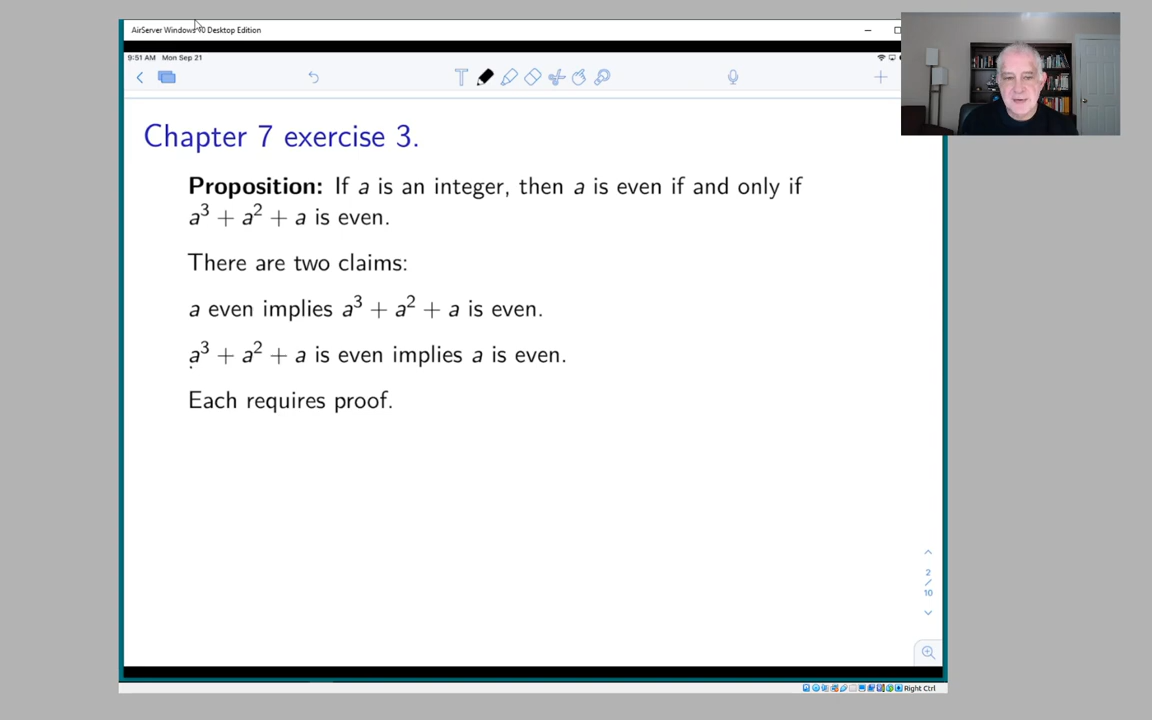 AirServer Windows 10 Desktop Edition
9:51 AM Mon Sep 21
Chapter 7 exercise 3.
Proposition: If a is an integer, then a is even if and only if
a³ + a² + a is even.
There are two claims:
a even implies a³ + a² + a is even.
a³ + a² + a is even implies a is even.
Each requires proof.
2
/
10
Right Ctrl